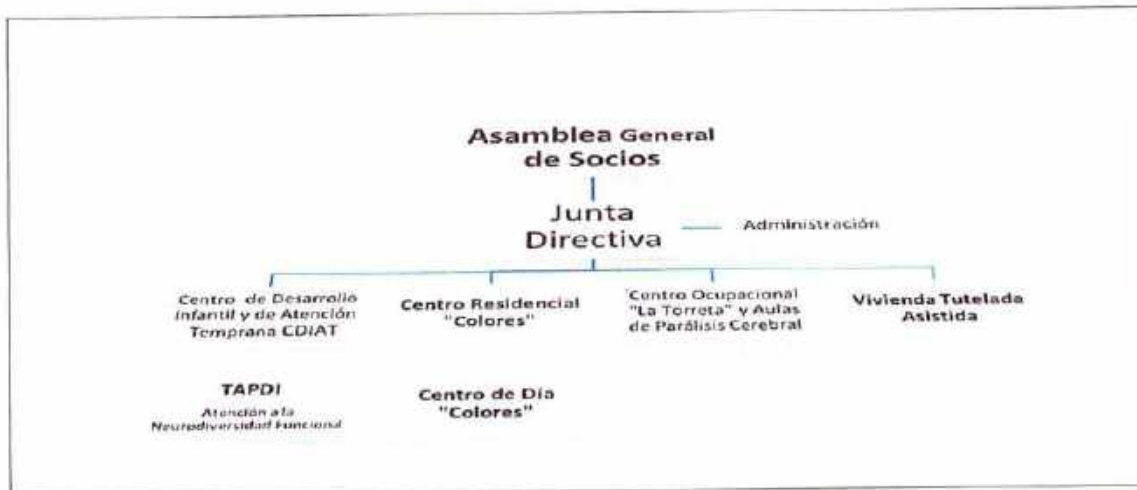 Asamblea General
de Socios
Junta
Directiva
Administración
Centro de Desarrollo
Infantil y de Atención
Temprana CDIAT
Centro Residencial
"Colores"
'Centro Ocupacional
"La Torreta" y Aulas
de Parálisis Cerebral
Vivienda Tutelada
Asistida
TAPDI
Atención a la
Neurodiversidad Funcional
Centro de Día
"Colores"